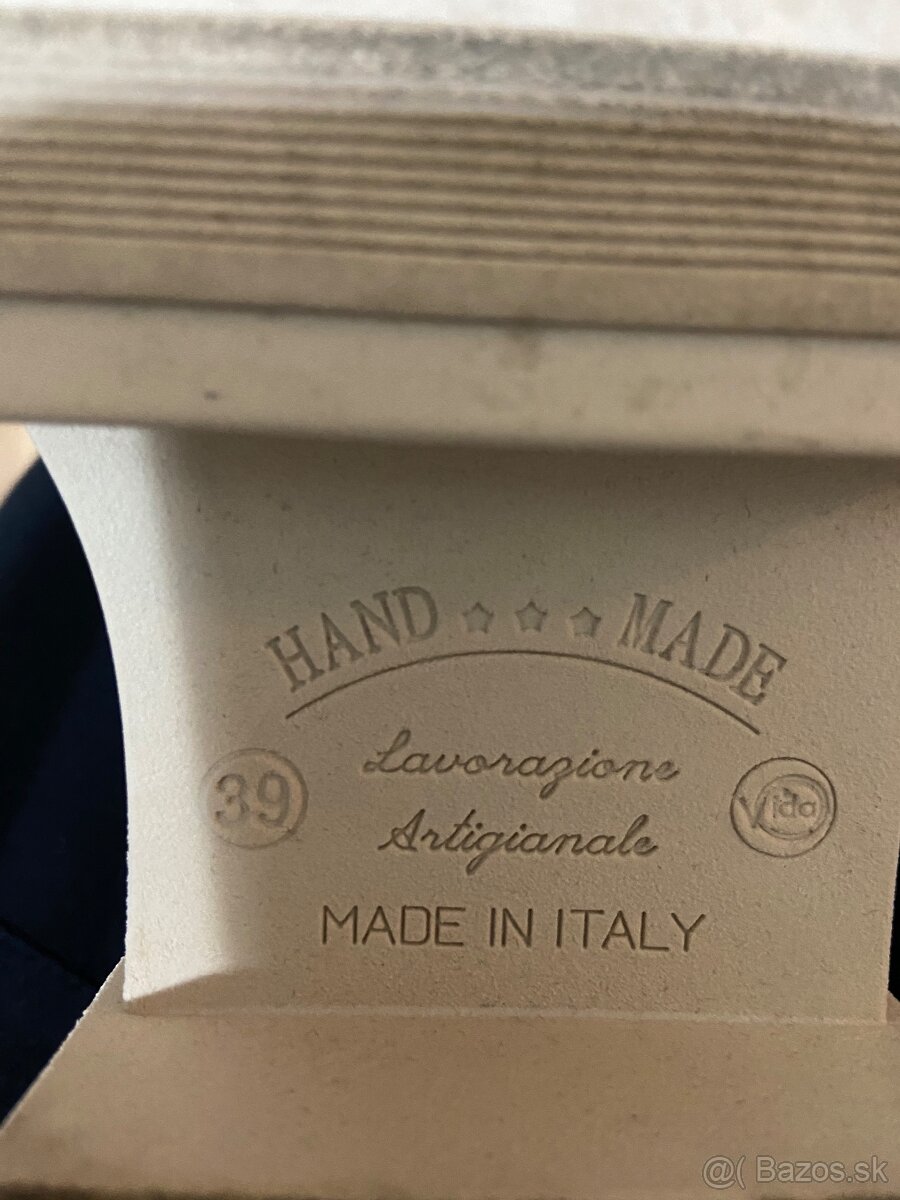 HAND ☆☆☆ MADE
Lavorazione
39
Vida
Artigianale
MADE IN ITALY
@( Bazos.sk